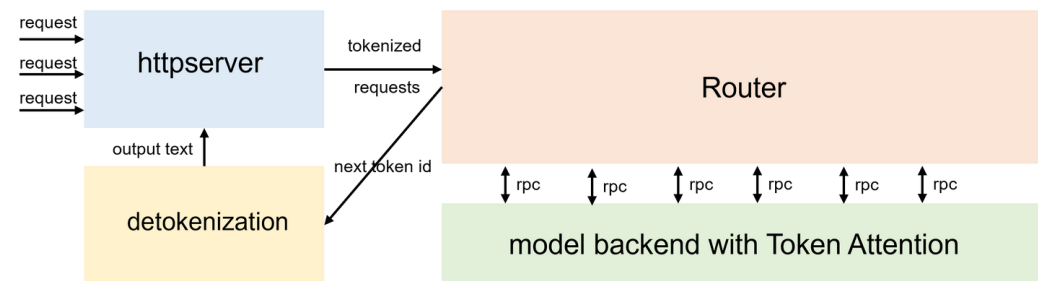 request
request
request
httpserver
tokenized
requests
Router
output text
next token id
detokenization
rpc
rpc
rpc
rpc
rpc
rpc
model backend with Token Attention